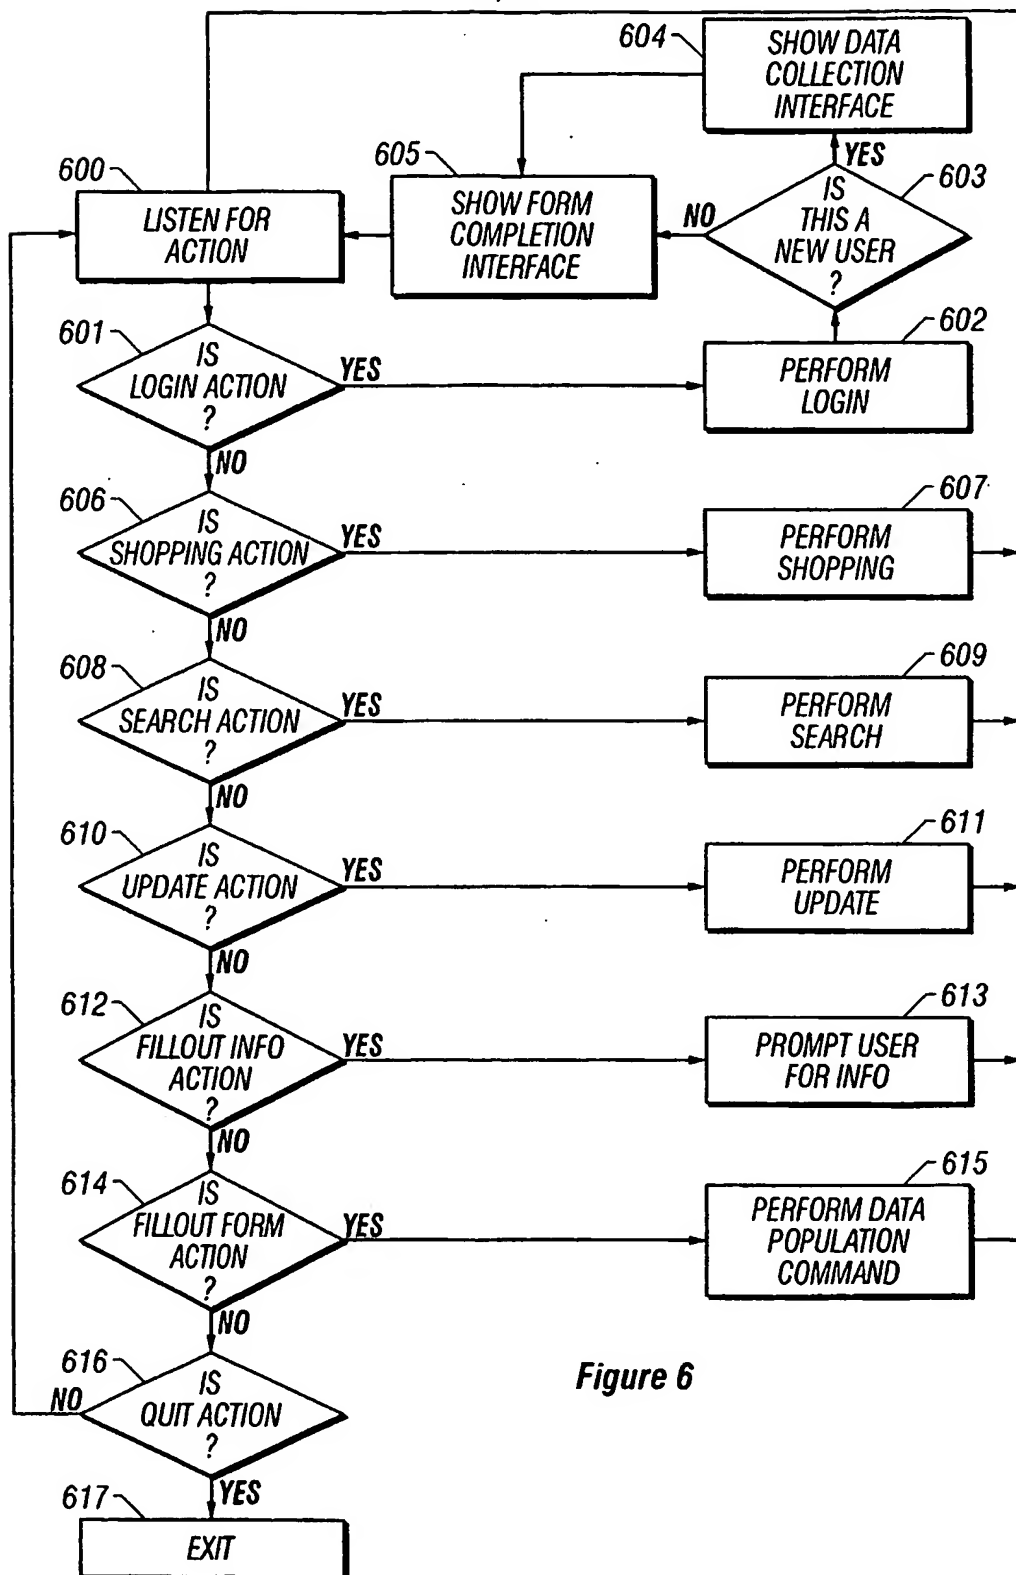 604
SHOW DATA
COLLECTION
INTERFACE
605
YES
600
603
LISTEN FOR
ACTION
SHOW FORM
COMPLETION
INTERFACE
NO
IS
THIS A
NEW USER
?
601
602
IS
LOGIN ACTION
?
YES
PERFORM
LOGIN
NO
606
607
IS
SHOPPING ACTION
?
YES
PERFORM
SHOPPING
NO
608
609
IS
SEARCH ACTION
?
YES
PERFORM
SEARCH
NO
610
611
IS
UPDATE ACTION
?
YES
PERFORM
UPDATE
NO
612
613
IS
FILLOUT INFO
ACTION
?
YES
PROMPT USER
FOR INFO
NO
614
615
IS
FILLOUT FORM
ACTION
?
YES
PERFORM DATA
POPULATION
COMMAND
NO
616
Figure 6
NO
IS
QUIT ACTION
?
YES
617
EXIT